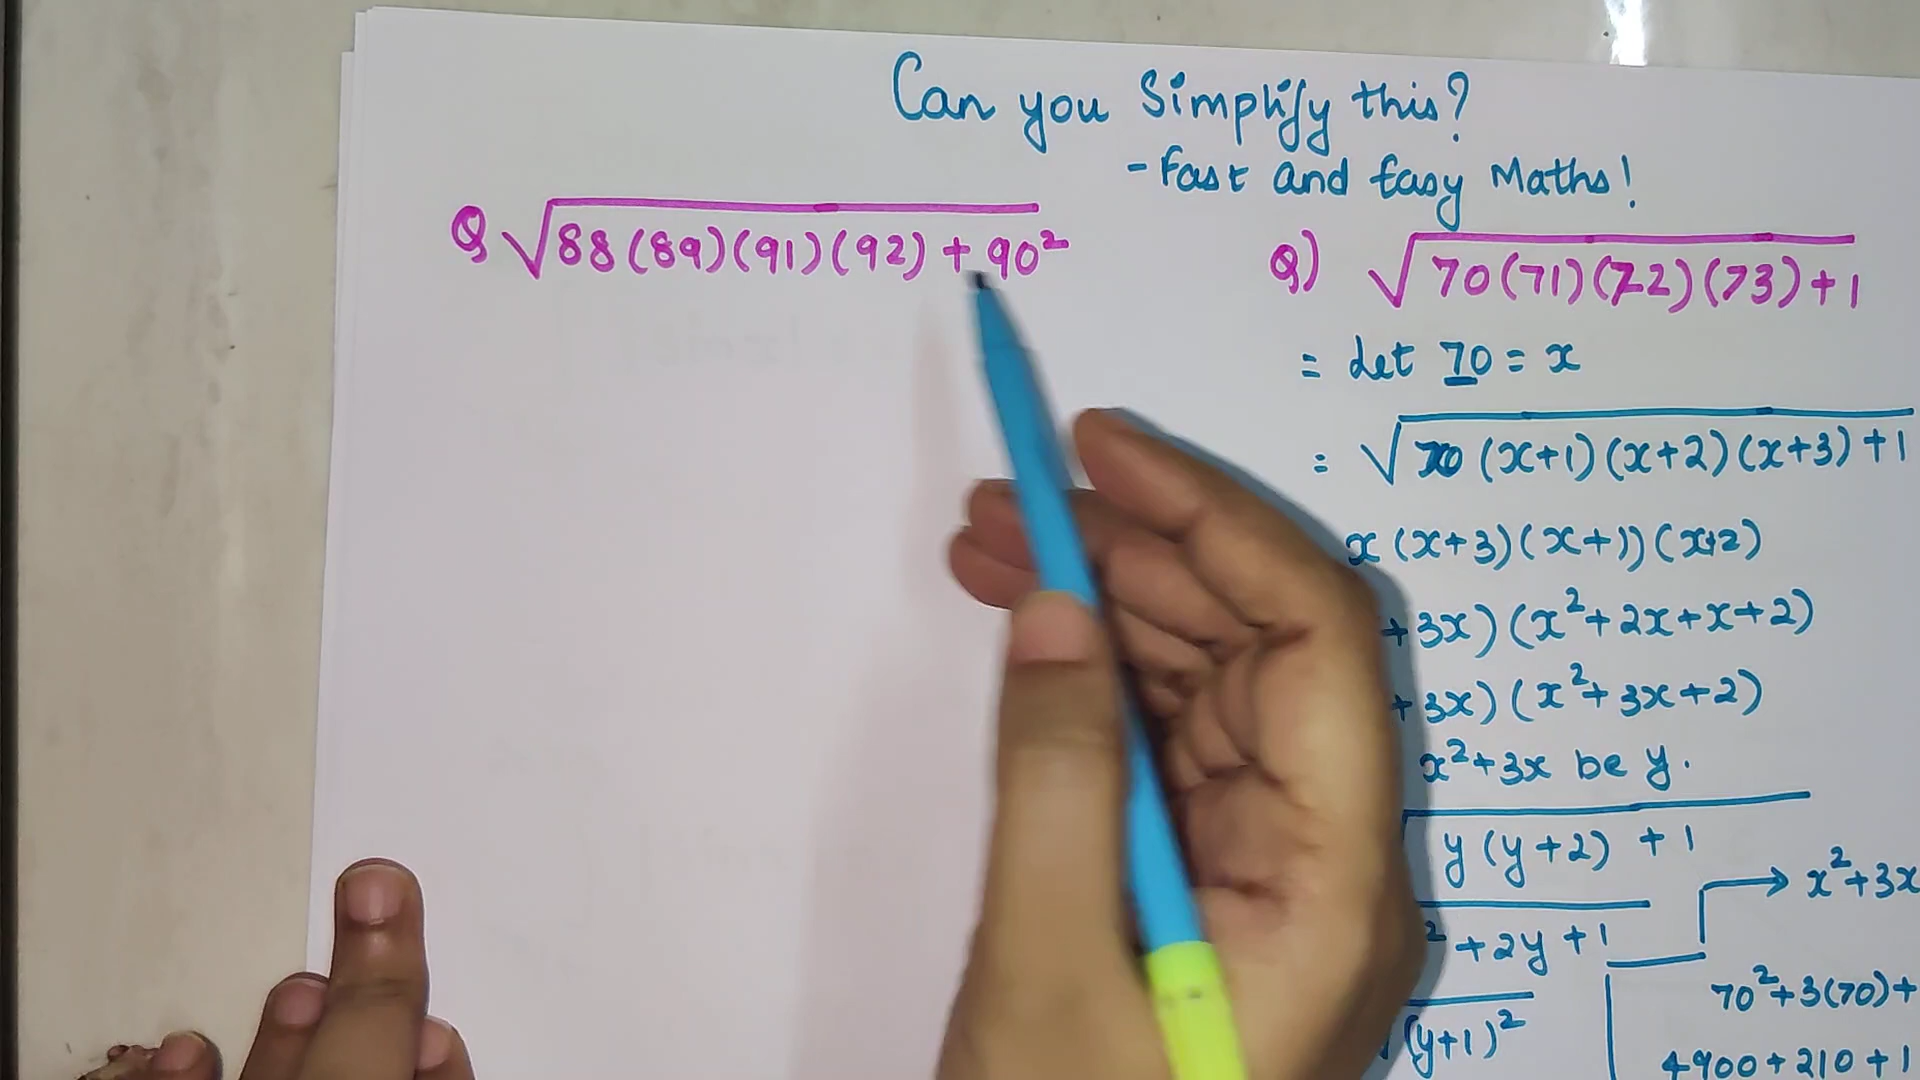 Can you Simplify this?
- Fast and Easy Maths!
Q √88(89)(91)(92) + 90²
Q) √70(71)(72)(73)+1
= Let 70 = x
= √(x+1)(x+2)(x+3)+1
x(x+3)(x+1)(x+2)
+ 3x)(x²+2x+x+2)
+ 3x)(x²+3x+2)
x²+3x be y.
y(y+2) + 1
→ x²+3x
² + 2y + 1
70²+3(70)+
√(y+1)²
4900+210+1